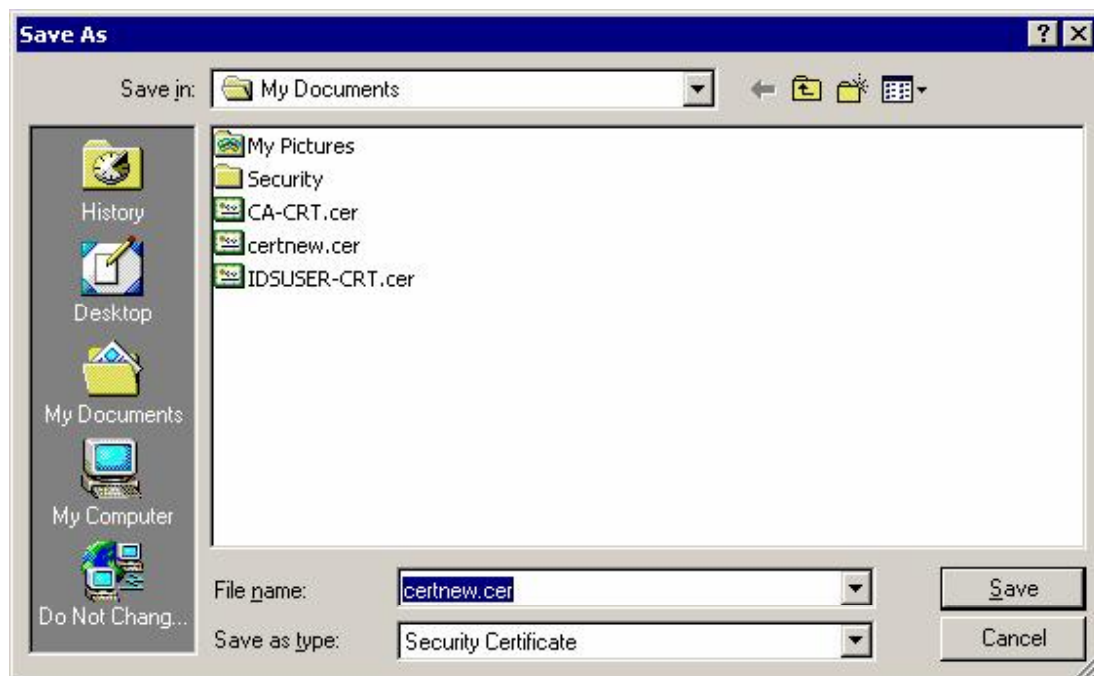 Save As
Save in:
My Documents
My Pictures
Security
CA-CRT.cer
certnew.cer
IDSUSER-CRT.cer
History
Desktop
My Documents
My Computer
Do Not Chang...
File name:
certnew.cer
Save
Save as type:
Security Certificate
Cancel